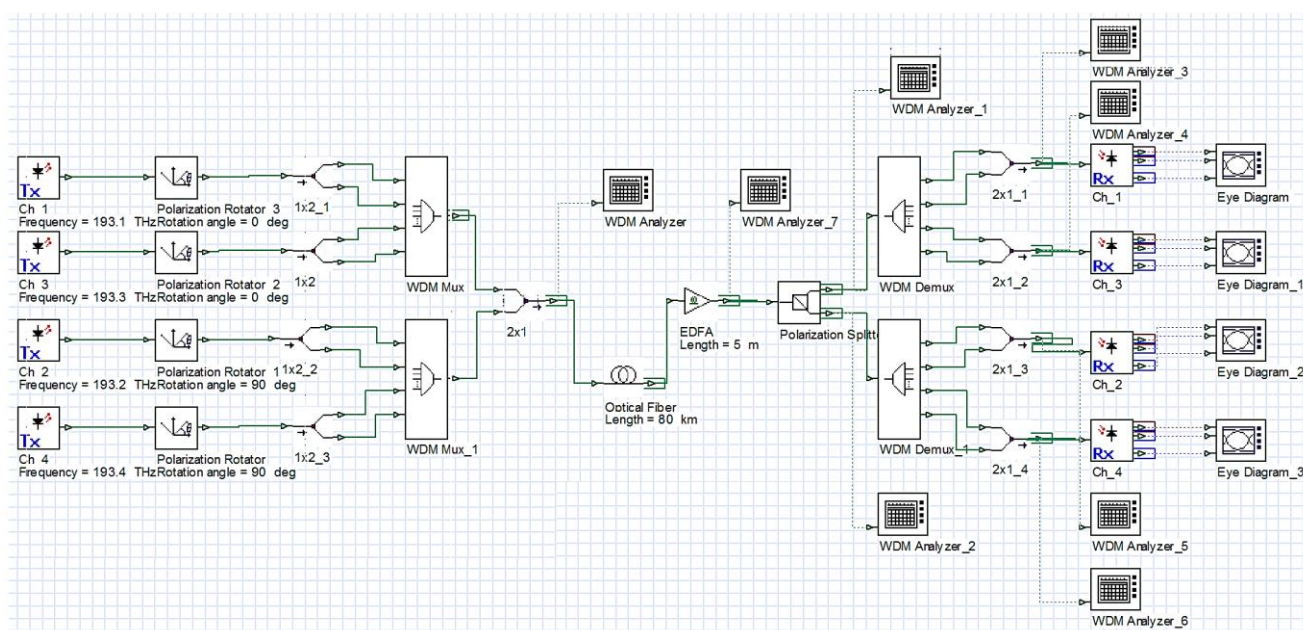 WDM Analyzer_3
WDM Analyzer_1
WDM Analyzer_4
Tx
Ch 1
Frequency = 193.1 THz
Polarization Rotator 3
Rotation angle = 0 deg
1x2_1
WDM Analyzer
WDM Analyzer_7
2x1_1
Rx
Ch_1
Eye Diagram
Tx
Ch 3
Frequency = 193.3 THz
Polarization Rotator 2
Rotation angle = 0 deg
1x2
WDM Mux
WDM Demux
2x1_2
Rx
Ch_3
Eye Diagram_1
2x1
EDFA
Length = 5 m
Polarization Splitte
Tx
Ch 2
Frequency = 193.2 THz
Polarization Rotator 1
Rotation angle = 90 deg
1x2_2
2x1_3
Rx
Ch_2
Eye Diagram_2
Optical Fiber
Length = 80 km
Tx
Ch 4
Frequency = 193.4 THz
Polarization Rotator
Rotation angle = 90 deg
1x2_3
WDM Mux_1
WDM Demux_1
2x1_4
Rx
Ch_4
Eye Diagram_3
WDM Analyzer_2
WDM Analyzer_5
WDM Analyzer_6